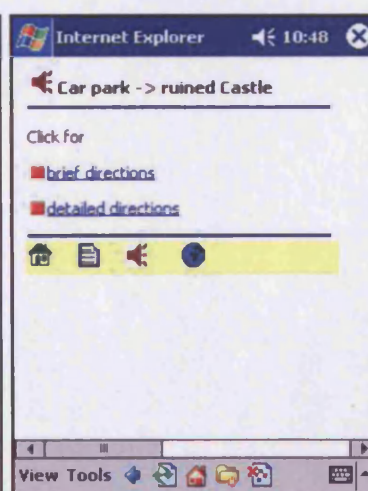 Internet Explorer 10:48
Car park -> ruined Castle
Click for
brief directions
detailed directions
View Tools